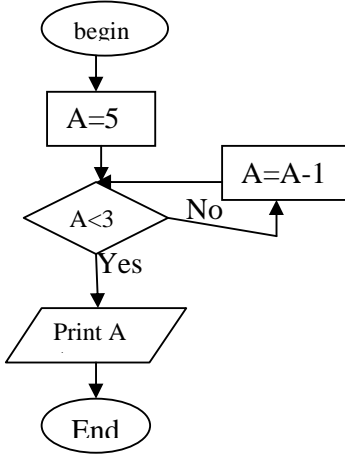 begin
A=5
A=A-1
A<3
No
Yes
Print A
End